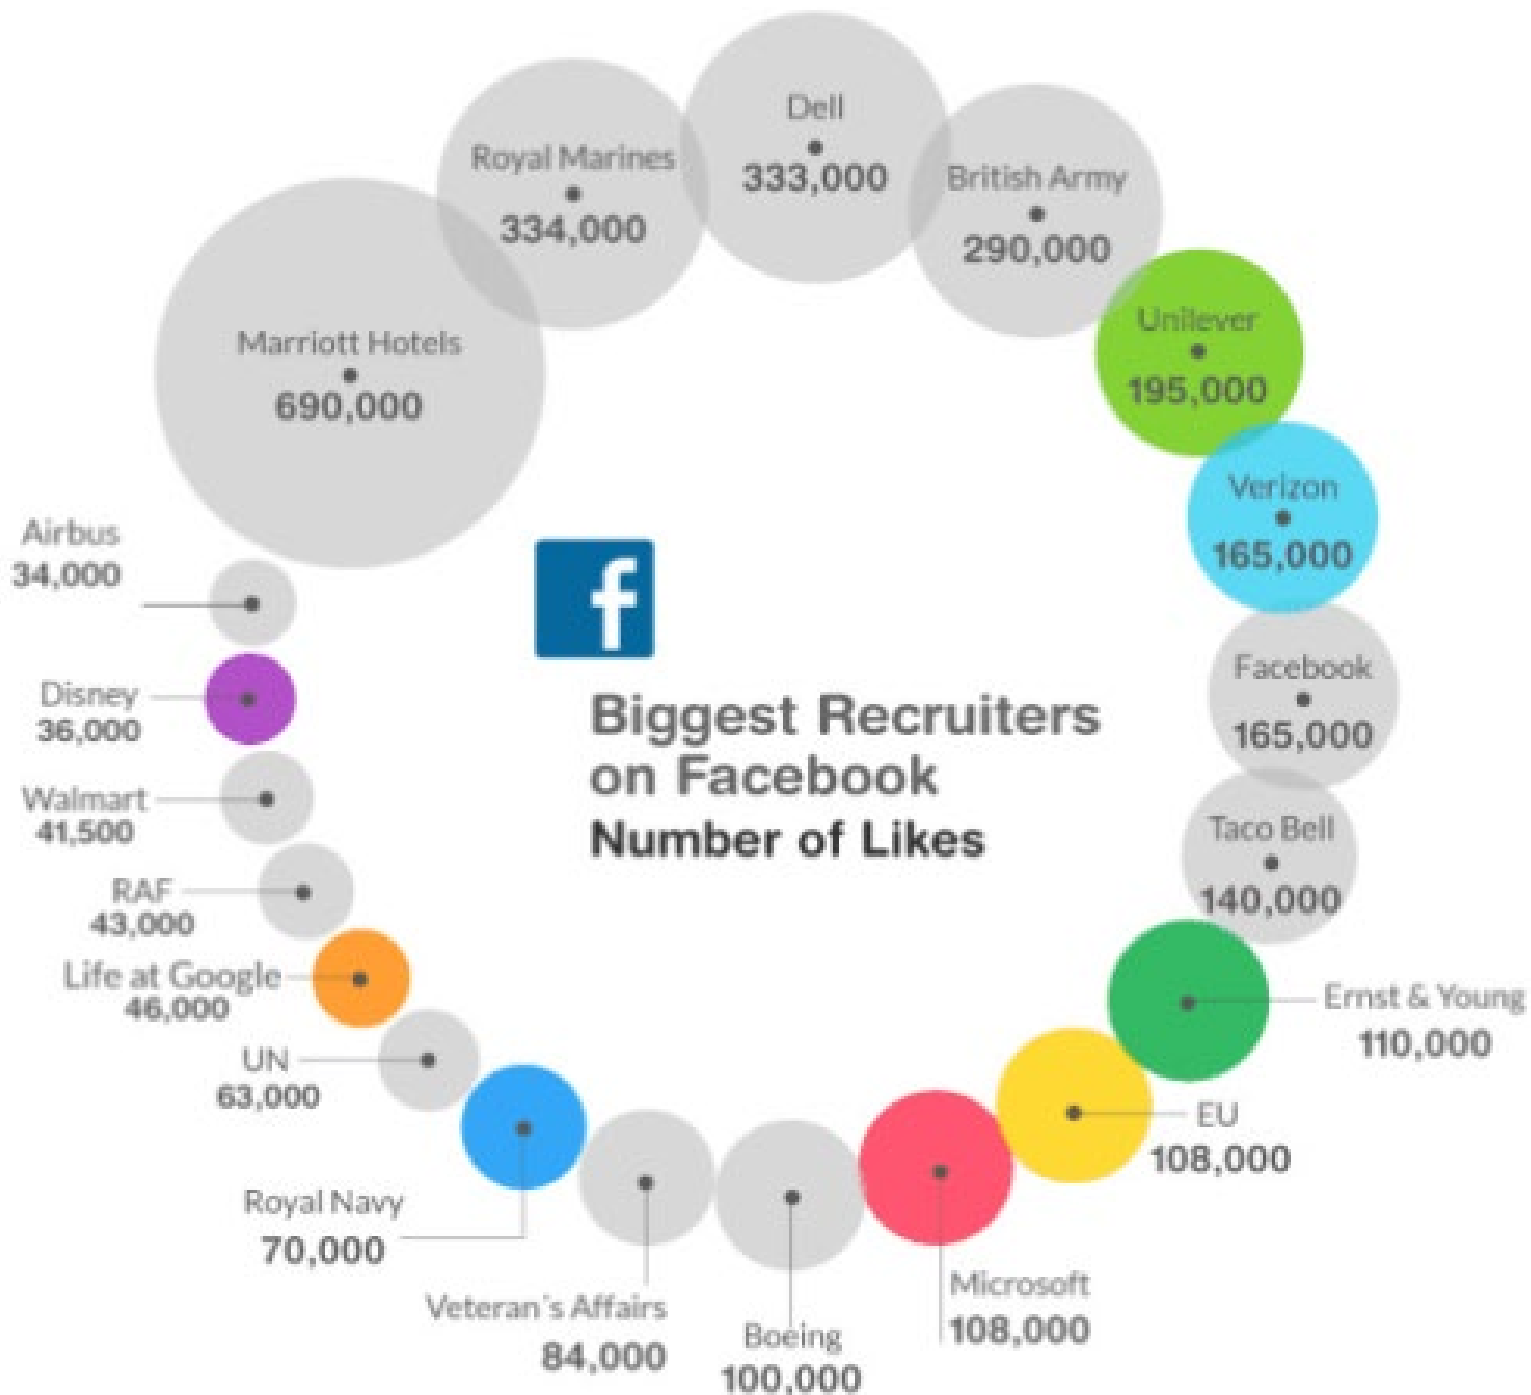 Dell
333,000
Royal Marines
334,000
British Army
290,000
Marriott Hotels
690,000
Unilever
195,000
Verizon
165,000
Facebook
165,000
Taco Bell
140,000
Ernst & Young
110,000
EU
108,000
Microsoft
108,000
Boeing
100,000
Veteran´s Affairs
84,000
Royal Navy
70,000
UN
63,000
Life at Google
46,000
RAF
43,000
Walmart
41,500
Disney
36,000
Airbus
34,000
f
Biggest Recruiters
on Facebook
Number of Likes